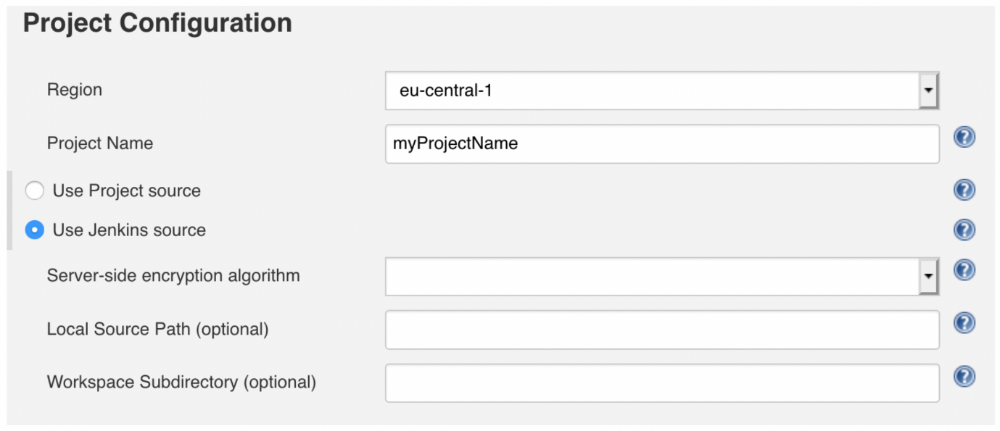 Project Configuration
Region
eu-central-1
Project Name
myProjectName
?
Use Project source
?
Use Jenkins source
?
Server-side encryption algorithm
?
Local Source Path (optional)
?
Workspace Subdirectory (optional)
?